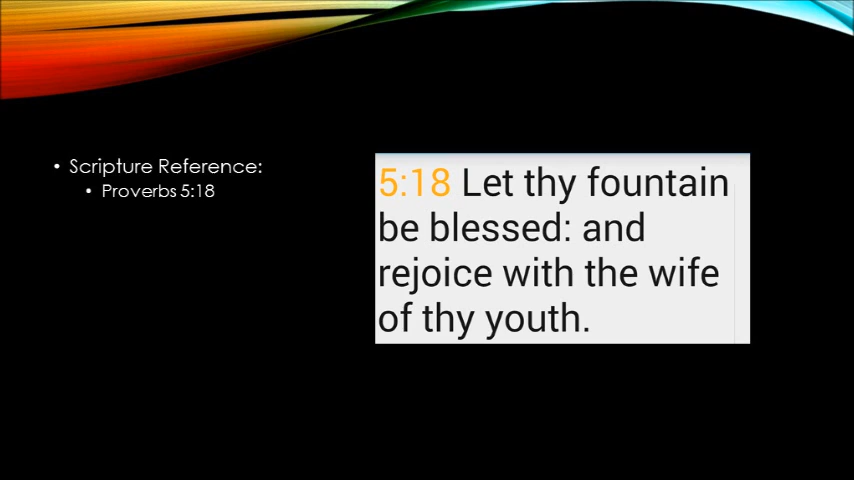 • Scripture Reference:
• Proverbs 5:18
5:18 Let thy fountain
be blessed: and
rejoice with the wife
of thy youth.